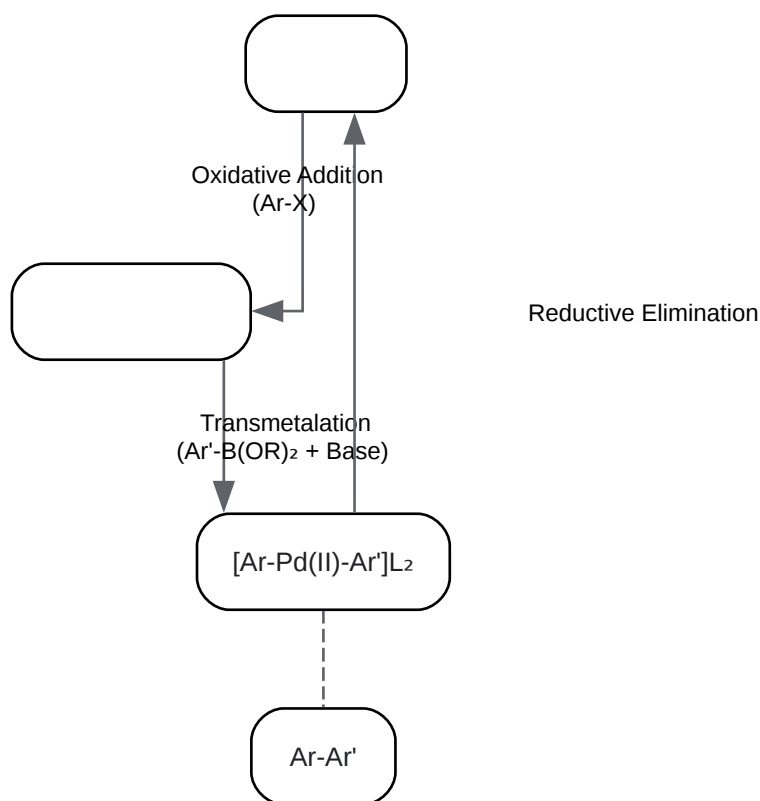 Oxidative Addition
(Ar-X)
Reductive Elimination
Transmetalation
(Ar'-B(OR)₂ + Base)
[Ar-Pd(II)-Ar']L₂
Ar-Ar'